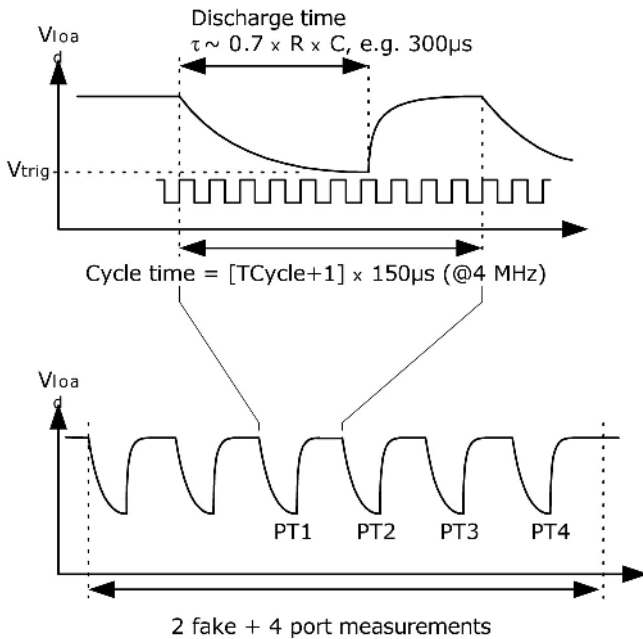 Discharge time
Vloa
d
τ ~ 0.7 x R x C, e.g. 300µs
Vtrig
Cycle time = [TCycle+1] x 150µs (@4 MHz)
Vloa
d
PT1 PT2 PT3 PT4
2 fake + 4 port measurements